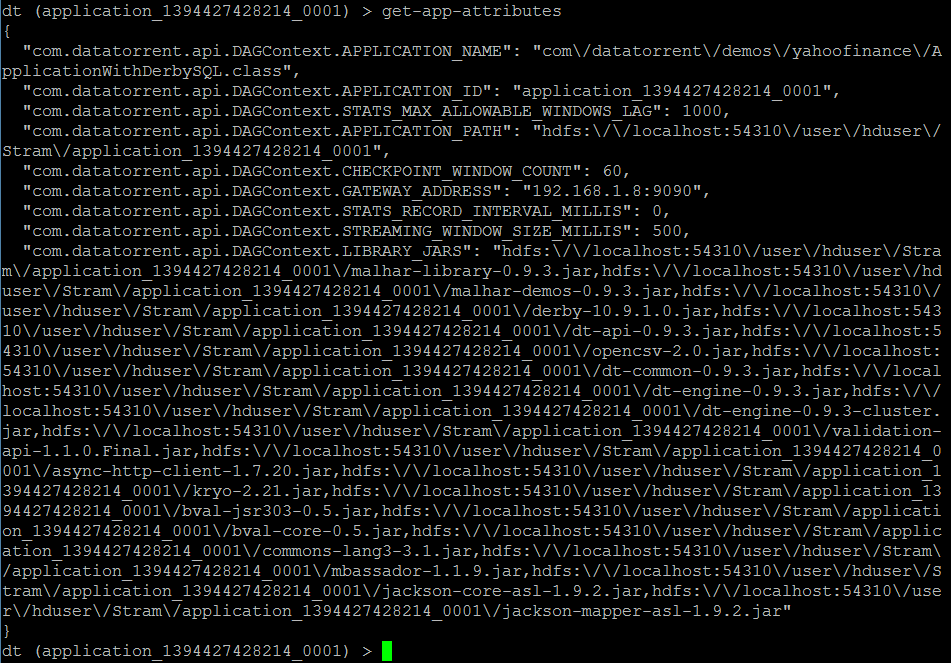 dt (application_1394427428214_0001) > get-app-attributes
{
  "com.datatorrent.api.DAGContext.APPLICATION_NAME": "com\/datatorrent\/demos\/yahoofinance\/A
pplicationWithDerbySQL.class",
  "com.datatorrent.api.DAGContext.APPLICATION_ID": "application_1394427428214_0001",
  "com.datatorrent.api.DAGContext.STATS_MAX_ALLOWABLE_WINDOWS_LAG": 1000,
  "com.datatorrent.api.DAGContext.APPLICATION_PATH": "hdfs:\/\/localhost:54310\/user\/hduser\/
Stram\/application_1394427428214_0001",
  "com.datatorrent.api.DAGContext.CHECKPOINT_WINDOW_COUNT": 60,
  "com.datatorrent.api.DAGContext.GATEWAY_ADDRESS": "192.168.1.8:9090",
  "com.datatorrent.api.DAGContext.STATS_RECORD_INTERVAL_MILLIS": 0,
  "com.datatorrent.api.DAGContext.STREAMING_WINDOW_SIZE_MILLIS": 500,
  "com.datatorrent.api.DAGContext.LIBRARY_JARS": "hdfs:\/\/localhost:54310\/user\/hduser\/Stra
m\/application_1394427428214_0001\/malhar-library-0.9.3.jar,hdfs:\/\/localhost:54310\/user\/hd
user\/Stram\/application_1394427428214_0001\/malhar-demos-0.9.3.jar,hdfs:\/\/localhost:54310\/
user\/hduser\/Stram\/application_1394427428214_0001\/derby-10.9.1.0.jar,hdfs:\/\/localhost:543
10\/user\/hduser\/Stram\/application_1394427428214_0001\/dt-api-0.9.3.jar,hdfs:\/\/localhost:5
4310\/user\/hduser\/Stram\/application_1394427428214_0001\/opencsv-2.0.jar,hdfs:\/\/localhost:
54310\/user\/hduser\/Stram\/application_1394427428214_0001\/dt-common-0.9.3.jar,hdfs:\/\/local
host:54310\/user\/hduser\/Stram\/application_1394427428214_0001\/dt-engine-0.9.3.jar,hdfs:\/\/
localhost:54310\/user\/hduser\/Stram\/application_1394427428214_0001\/dt-engine-0.9.3-cluster.
jar,hdfs:\/\/localhost:54310\/user\/hduser\/Stram\/application_1394427428214_0001\/validation-
api-1.1.0.Final.jar,hdfs:\/\/localhost:54310\/user\/hduser\/Stram\/application_1394427428214_0
001\/async-http-client-1.7.20.jar,hdfs:\/\/localhost:54310\/user\/hduser\/Stram\/application_1
394427428214_0001\/kryo-2.21.jar,hdfs:\/\/localhost:54310\/user\/hduser\/Stram\/application_13
94427428214_0001\/bval-jsr303-0.5.jar,hdfs:\/\/localhost:54310\/user\/hduser\/Stram\/applicati
on_1394427428214_0001\/bval-core-0.5.jar,hdfs:\/\/localhost:54310\/user\/hduser\/Stram\/applic
ation_1394427428214_0001\/commons-lang3-3.1.jar,hdfs:\/\/localhost:54310\/user\/hduser\/Stram\
/application_1394427428214_0001\/mbassador-1.1.9.jar,hdfs:\/\/localhost:54310\/user\/hduser\/S
tram\/application_1394427428214_0001\/jackson-core-asl-1.9.2.jar,hdfs:\/\/localhost:54310\/use
r\/hduser\/Stram\/application_1394427428214_0001\/jackson-mapper-asl-1.9.2.jar"
}
dt (application_1394427428214_0001) >